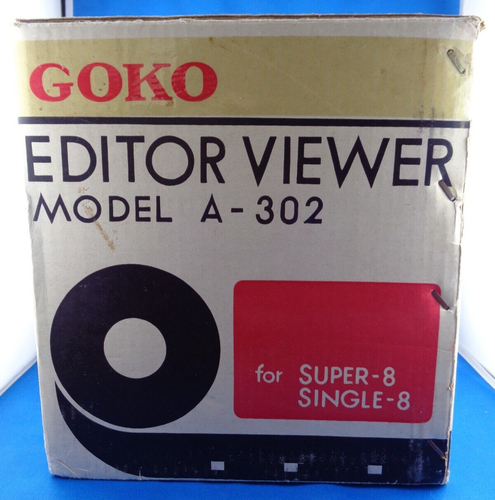 GOKO
EDITOR VIEWER
MODEL A-302
for SUPER-8
SINGLE-8